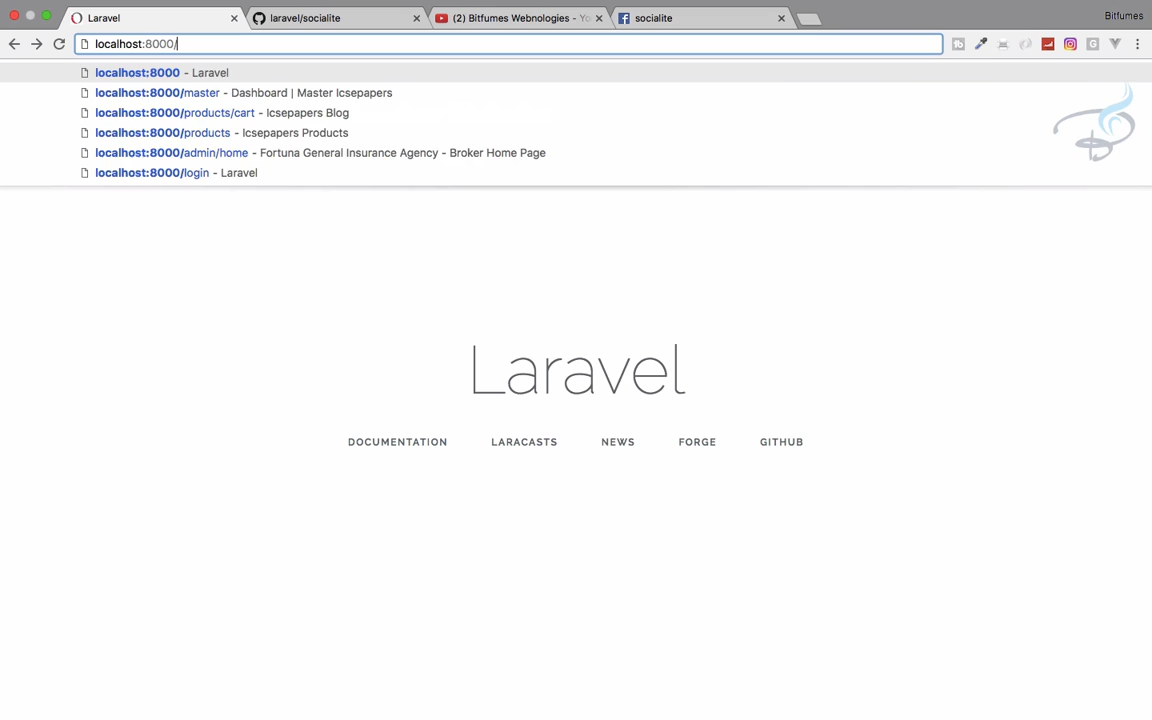 Laravel
laravel/socialite
(2) Bitfumes Webnologies - Yo
socialite
Bitfumes
localhost:8000/
localhost:8000 - Laravel
localhost:8000/master - Dashboard | Master Icsepapers
localhost:8000/products/cart - Icsepapers Blog
localhost:8000/products - Icsepapers Products
localhost:8000/admin/home - Fortuna General Insurance Agency - Broker Home Page
localhost:8000/login - Laravel
Laravel
DOCUMENTATION LARACASTS NEWS FORGE GITHUB